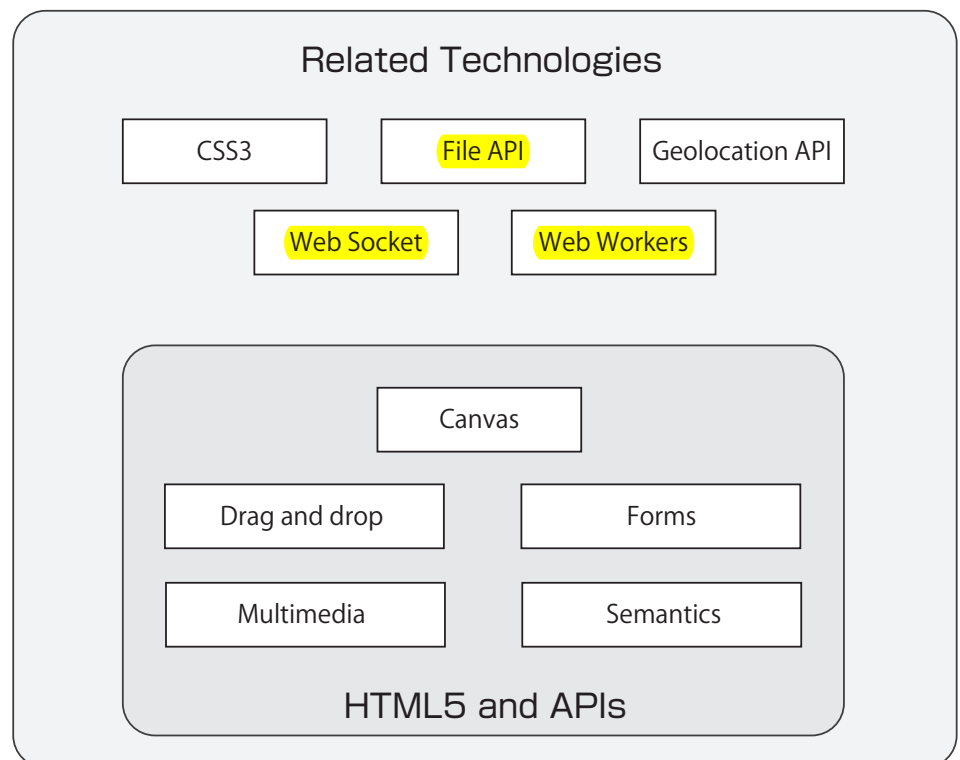 Related Technologies
CSS3
File API
Geolocation API
Web Socket
Web Workers
Canvas
Drag and drop
Forms
Multimedia
Semantics
HTML5 and APIs